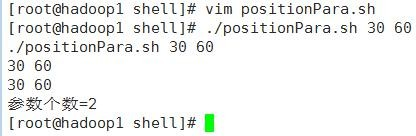 [root@hadoop1 shell]# vim positionPara.sh
[root@hadoop1 shell]# ./positionPara.sh 30 60
./positionPara.sh 30 60
30 60
30 60
参数个数=2
[root@hadoop1 shell]#